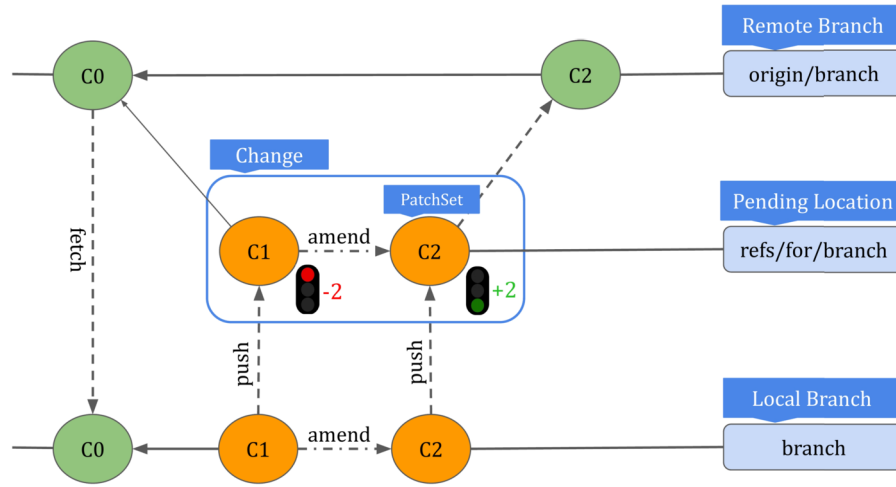 Remote Branch
C0
C2
origin/branch
Change
PatchSet
Pending Location
fetch
C1
amend
C2
refs/for/branch
-2
+2
push
push
Local Branch
C0
C1
amend
C2
branch